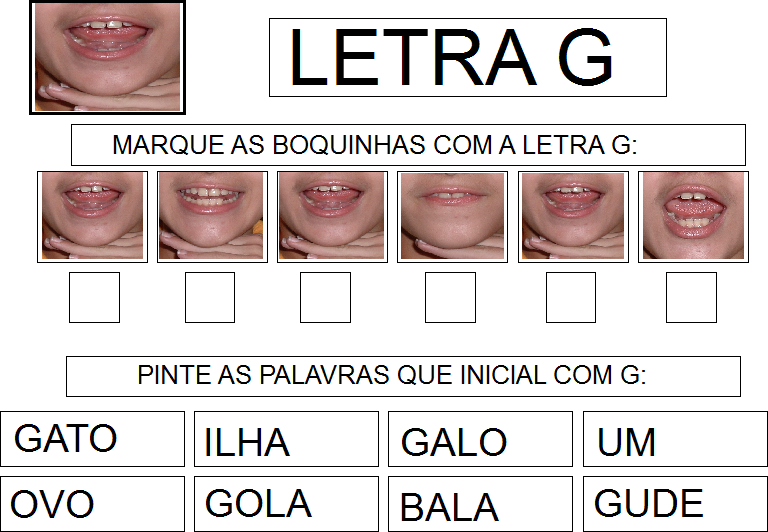 LETRA G
MARQUE AS BOQUINHAS COM A LETRA G:
PINTE AS PALAVRAS QUE INICIAL COM G:
GATO ILHA GALO UM
OVO GOLA BALA GUDE